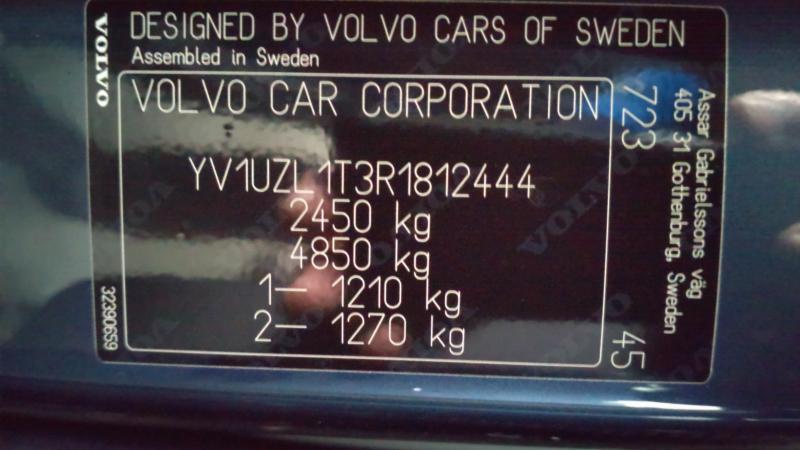 VOLVO
DESIGNED BY VOLVO CARS OF SWEDEN
Assembled in Sweden
VOLVO CAR CORPORATION
YV1UZL1T3R1812444
2450 kg
4850 kg
1— 1210 kg
2— 1270 kg
32390659
723
45
Assar Gabrielssons väg
405 31 Gothenburg, Sweden